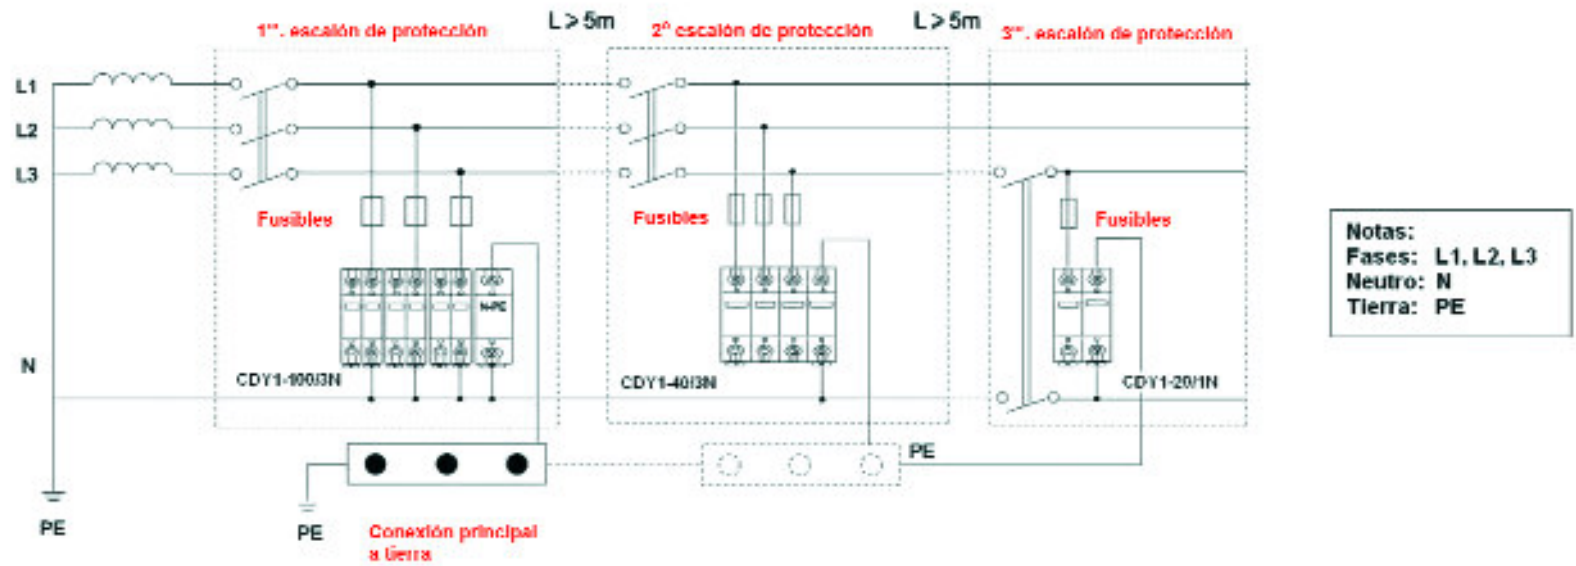 1er. escalón de protección
L > 5m
2º escalón de protección
L > 5m
3er. escalón de protección
L1
L2
L3
Fusibles
Fusibles
Fusibles
N-PE
N
CDY1-100/3N
CDY1-40/3N
CDY1-20/1N
PE
PE
PE
Conexión principal
a tierra
Notas:
Fases: L1, L2, L3
Neutro: N
Tierra: PE